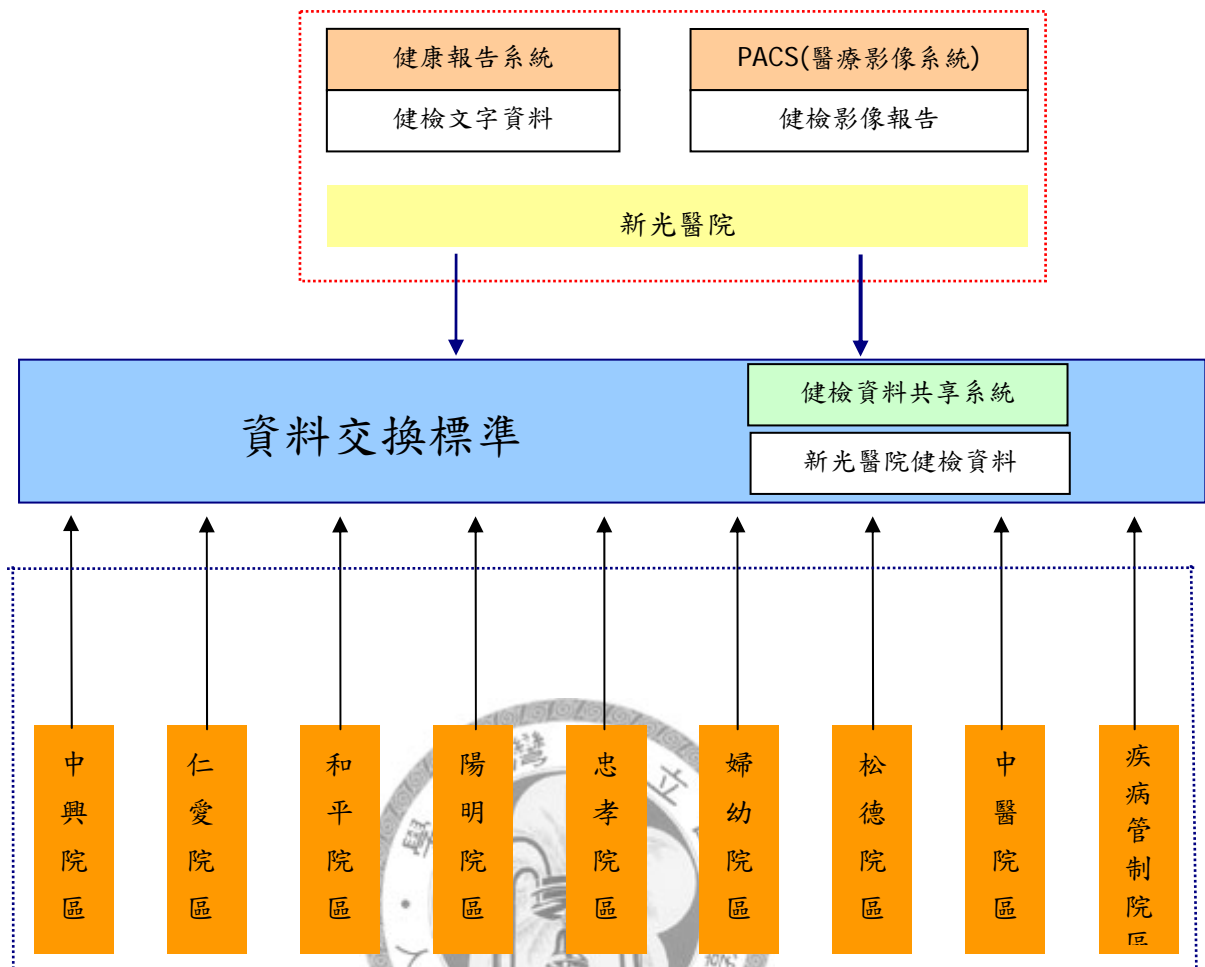 健康報告系統
PACS(醫療影像系統)
健檢文字資料
健檢影像報告
新光醫院
健檢資料共享系統
資料交換標準
新光醫院健檢資料
中興院區
仁愛院區
和平院區
陽明院區
忠孝院區
婦幼院區
松德院區
中醫院區
疾病管制院區
灣
立
學